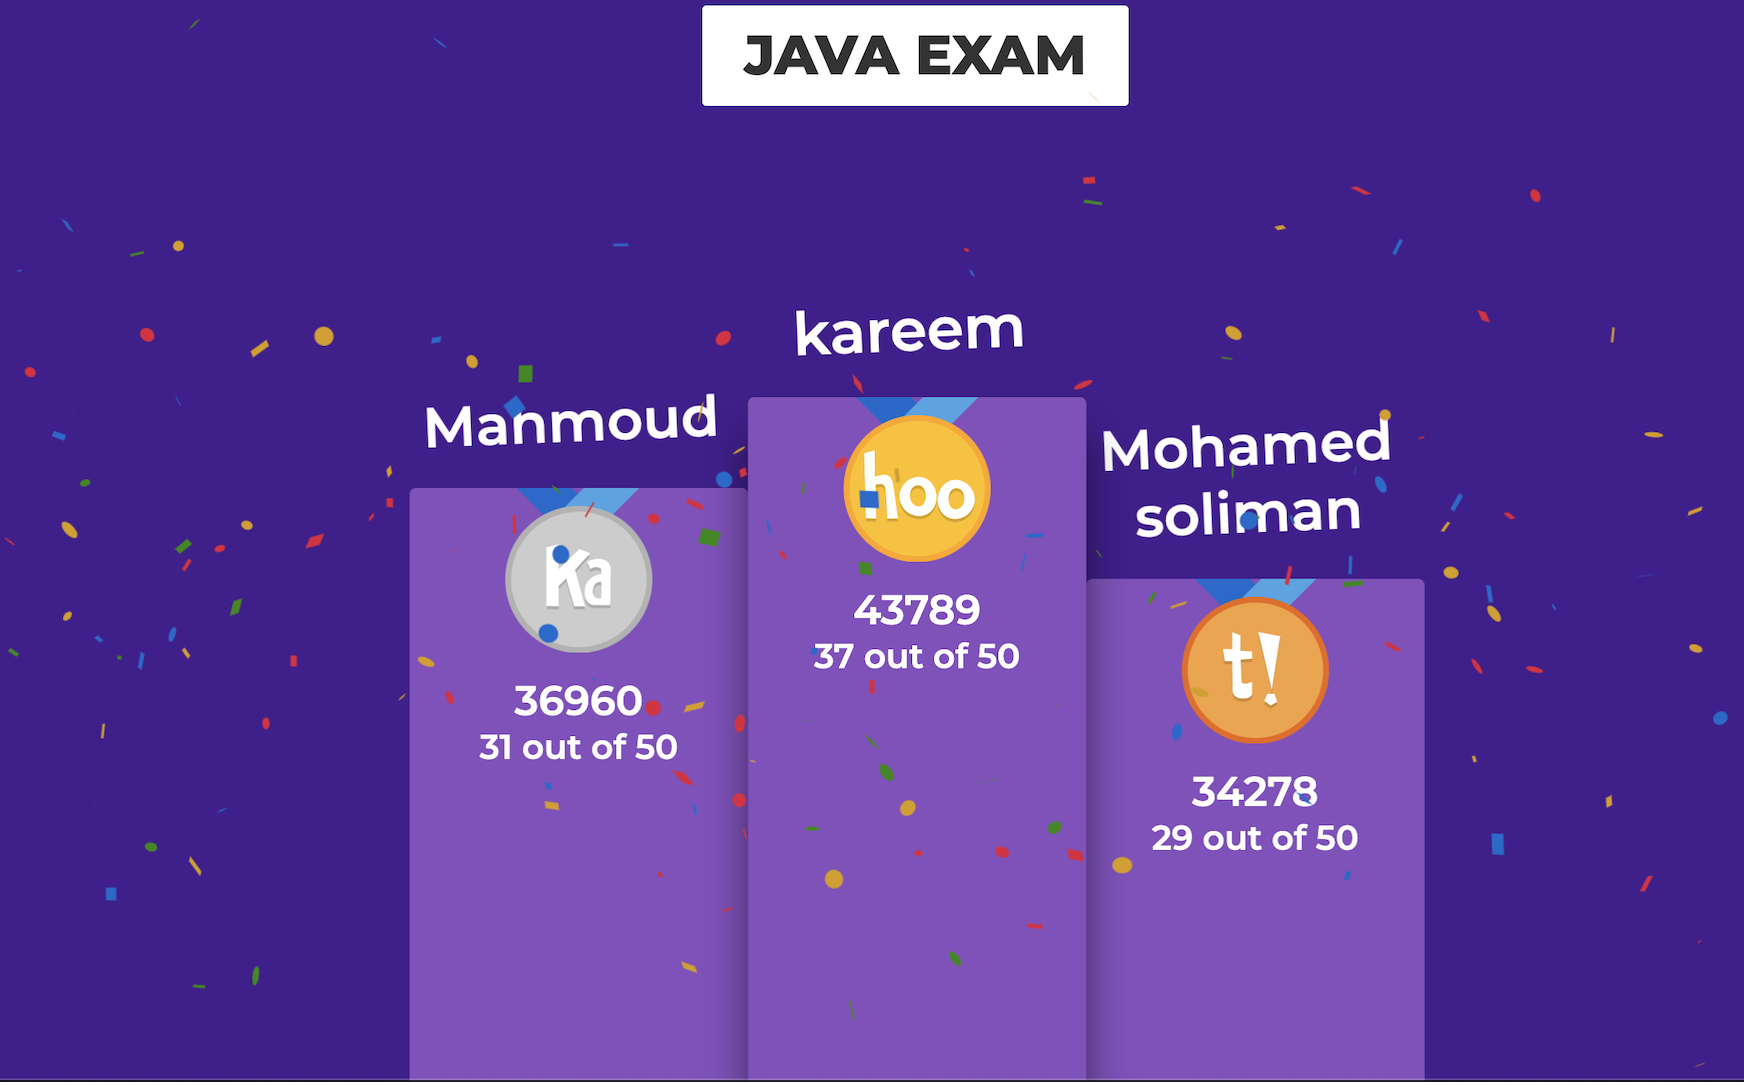 JAVA EXAM
kareem
Manmoud
Mohamed
soliman
hoo
43789
37 out of 50
Ka
36960
31 out of 50
t!
34278
29 out of 50